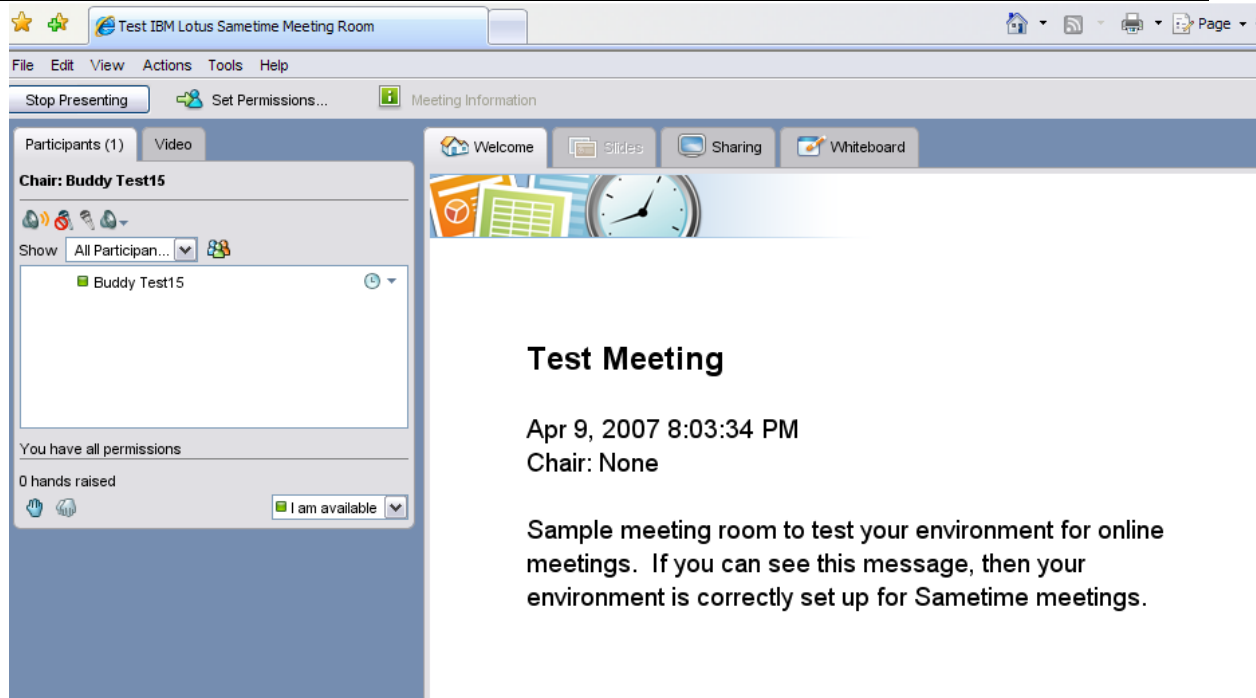 Test IBM Lotus Sametime Meeting Room
Page
File Edit View Actions Tools Help
Stop Presenting Set Permissions... Meeting Information
Participants (1) Video
Welcome Slides Sharing Whiteboard
Chair: Buddy Test15
Show All Participan...
Buddy Test15
Test Meeting
Apr 9, 2007 8:03:34 PM
Chair: None
You have all permissions
0 hands raised
I am available
Sample meeting room to test your environment for online
meetings. If you can see this message, then your
environment is correctly set up for Sametime meetings.